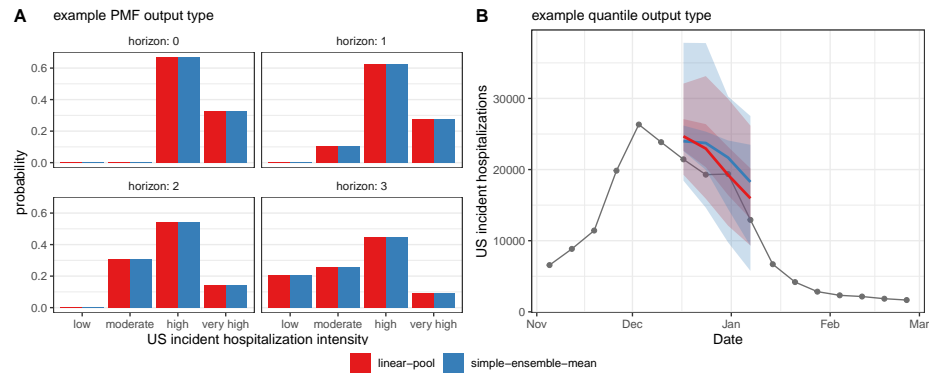 A
example PMF output type
horizon: 0
horizon: 1
0.6
0.4
0.2
0.0
horizon: 2
horizon: 3
0.6
0.4
0.2
0.0
probability
low
moderate
high
very high
low
moderate
high
very high
US incident hospitalization intensity
B
example quantile output type
30000
20000
10000
0
US incident hospitalizations
Nov
Dec
Jan
Feb
Mar
Date
linear−pool
simple−ensemble−mean